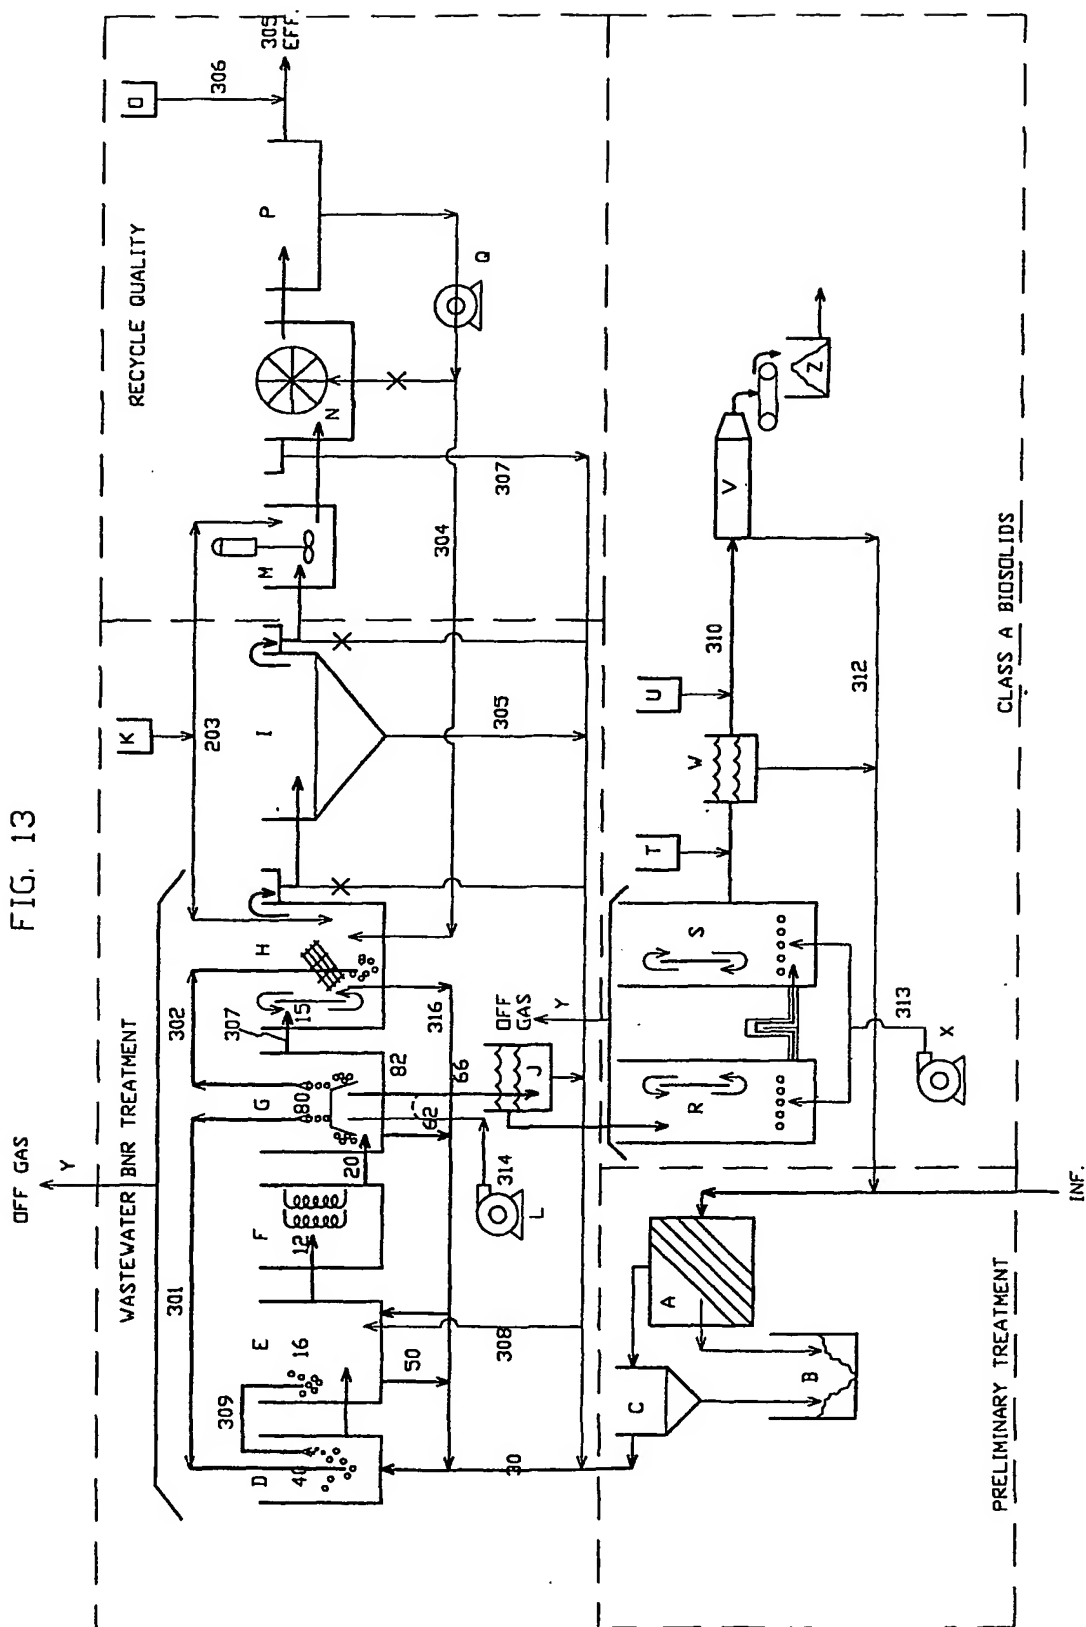 FIG. 13
OFF GAS
Y
WASTEWATER BNR TREATMENT
RECYCLE QUALITY
K
O
203
306
305
EFF.
301
302
309
307
D
E
F
G
H
I
M
N
P
40
16
12
80
15
20
82
50
308
62
66
316
314
L
J
30
305
304
307
Q
OFF
GAS
Y
C
A
B
R
S
T
W
U
V
Z
310
312
313
X
INF.
PRELIMINARY TREATMENT
CLASS A BIOSOLIDS